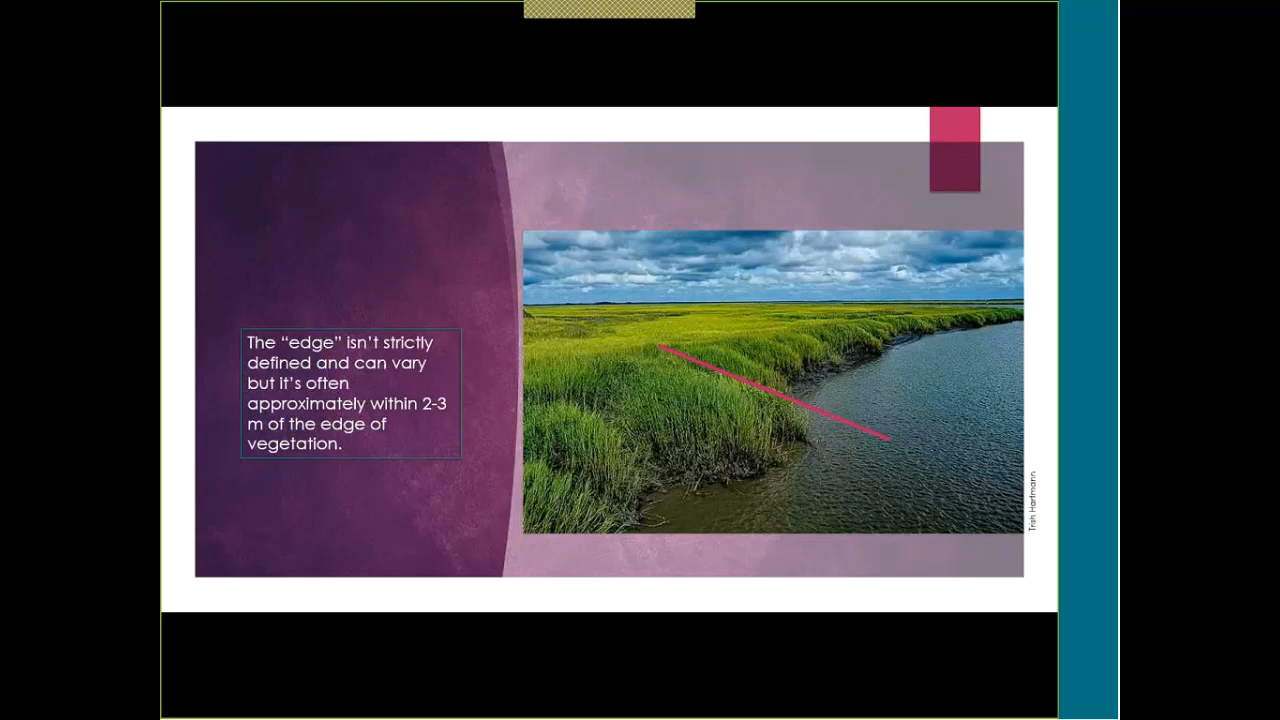 The “edge” isn’t strictly
defined and can vary
but it’s often
approximately within 2-3
m of the edge of
vegetation.
Trish Hartmann